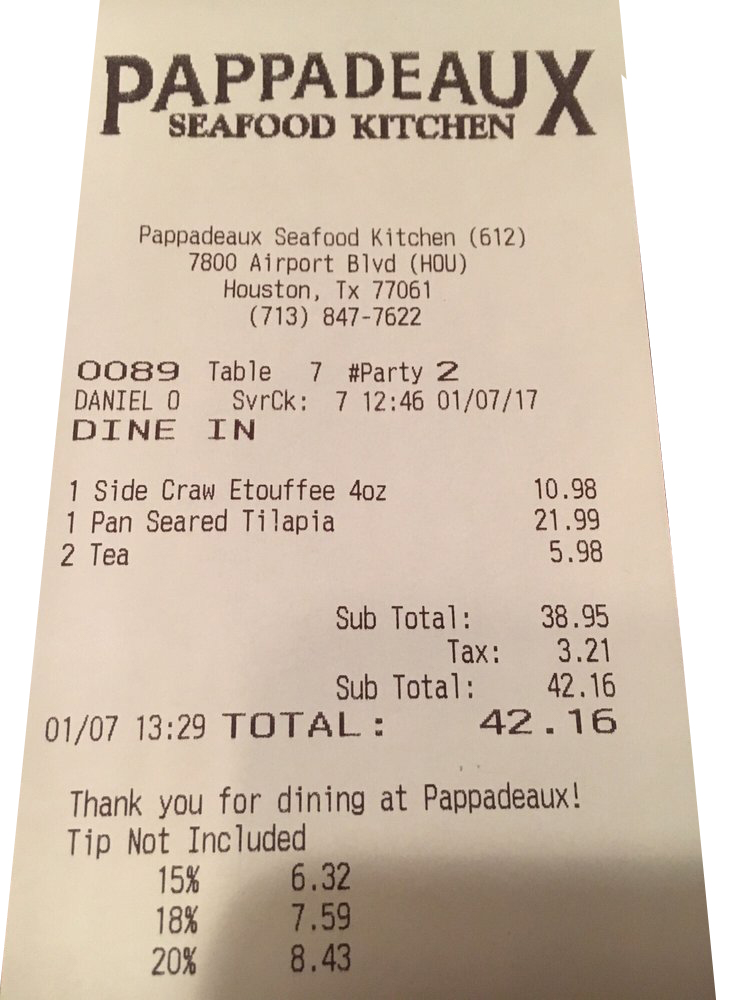 PAPPADEAUX
SEAFOOD KITCHEN
Pappadeaux Seafood Kitchen (612)
7800 Airport Blvd (HOU)
Houston, Tx 77061
(713) 847-7622
0089 Table 7 #Party 2
DANIEL O SvrCk: 7 12:46 01/07/17
DINE IN
1 Side Craw Etouffee 4oz 10.98
1 Pan Seared Tilapia 21.99
2 Tea 5.98
Sub Total: 38.95
Tax: 3.21
Sub Total: 42.16
01/07 13:29 TOTAL: 42.16
Thank you for dining at Pappadeaux!
Tip Not Included
15% 6.32
18% 7.59
20% 8.43